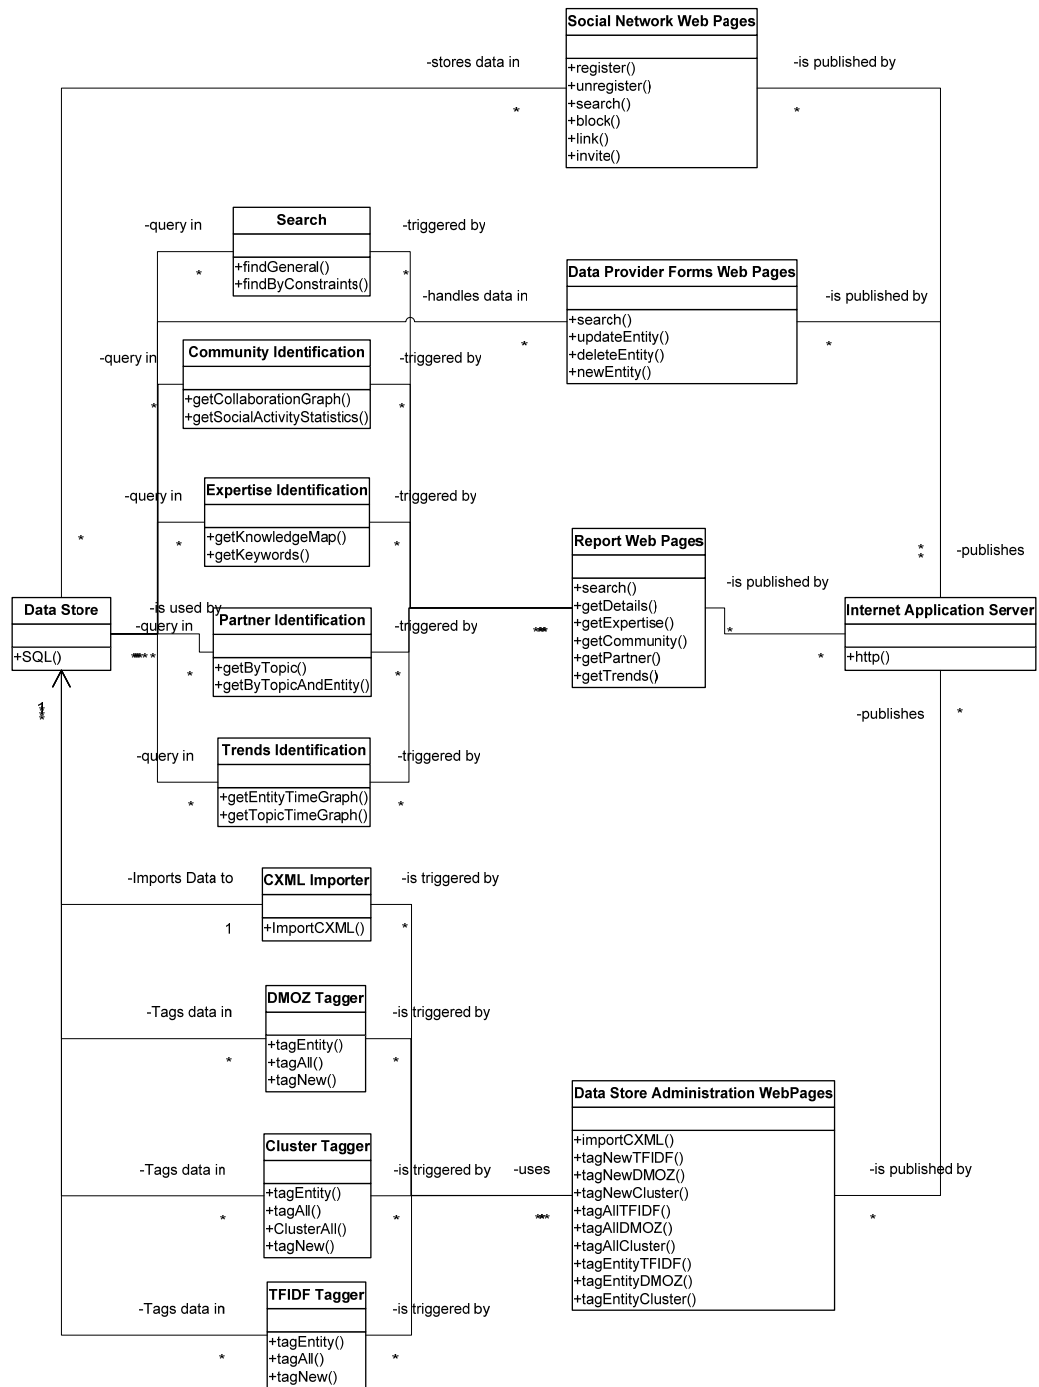 Social Network Web Pages
-stores data in
-is published by
+register()
+unregister()
+search()
+block()
+link()
+invite()
*
*
Search
-query in
-triggered by
+findGeneral()
+findByConstraints()
*
*
Data Provider Forms Web Pages
-handles data in
-is published by
+search()
+updateEntity()
+deleteEntity()
+newEntity()
*
*
Community Identification
-query in
-triggered by
+getCollaborationGraph()
+getSocialActivityStatistics()
*
*
Expertise Identification
-query in
-triggered by
+getKnowledgeMap()
+getKeywords()
*
*
Report Web Pages
-is published by
+search()
+getDetails()
+getExpertise()
+getCommunity()
+getPartner()
+getTrends()
***
*
*
*
*
-publishes
Data Store
+SQL()
*
-is used by
-query in
Partner Identification
-triggered by
+getByTopic()
+getByTopicAndEntity()
*
*
Internet Application Server
+http()
*
-publishes
Trends Identification
-query in
-triggered by
+getEntityTimeGraph()
+getTopicTimeGraph()
*
*
CXML Importer
-Imports Data to
-is triggered by
+ImportCXML()
1
*
DMOZ Tagger
-Tags data in
-is triggered by
+tagEntity()
+tagAll()
+tagNew()
*
*
Cluster Tagger
-Tags data in
-is triggered by
+tagEntity()
+tagAll()
+ClusterAll()
+tagNew()
*
*
-uses
***
Data Store Administration WebPages
-is published by
+importCXML()
+tagNewTFIDF()
+tagNewDMOZ()
+tagNewCluster()
+tagAllTFIDF()
+tagAllDMOZ()
+tagAllCluster()
+tagEntityTFIDF()
+tagEntityDMOZ()
+tagEntityCluster()
*
TFIDF Tagger
-Tags data in
-is triggered by
+tagEntity()
+tagAll()
+tagNew()
*
*